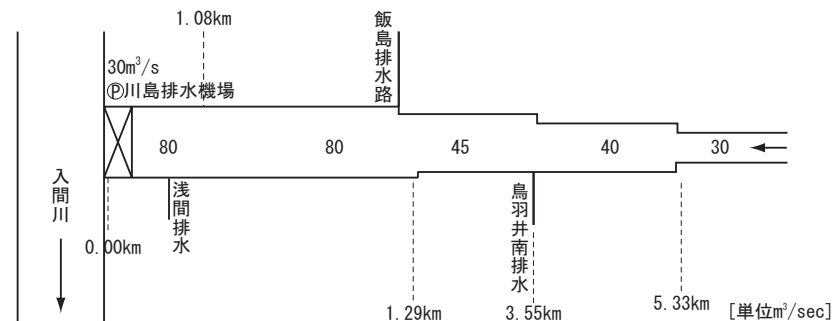 1.08km
飯島排水路
30m³/s
Ⓟ川島排水機場
80
80
45
40
30
入間川
浅間排水
鳥羽井南排水
0.00km
1.29km
3.55km
5.33km
[単位m³/sec]